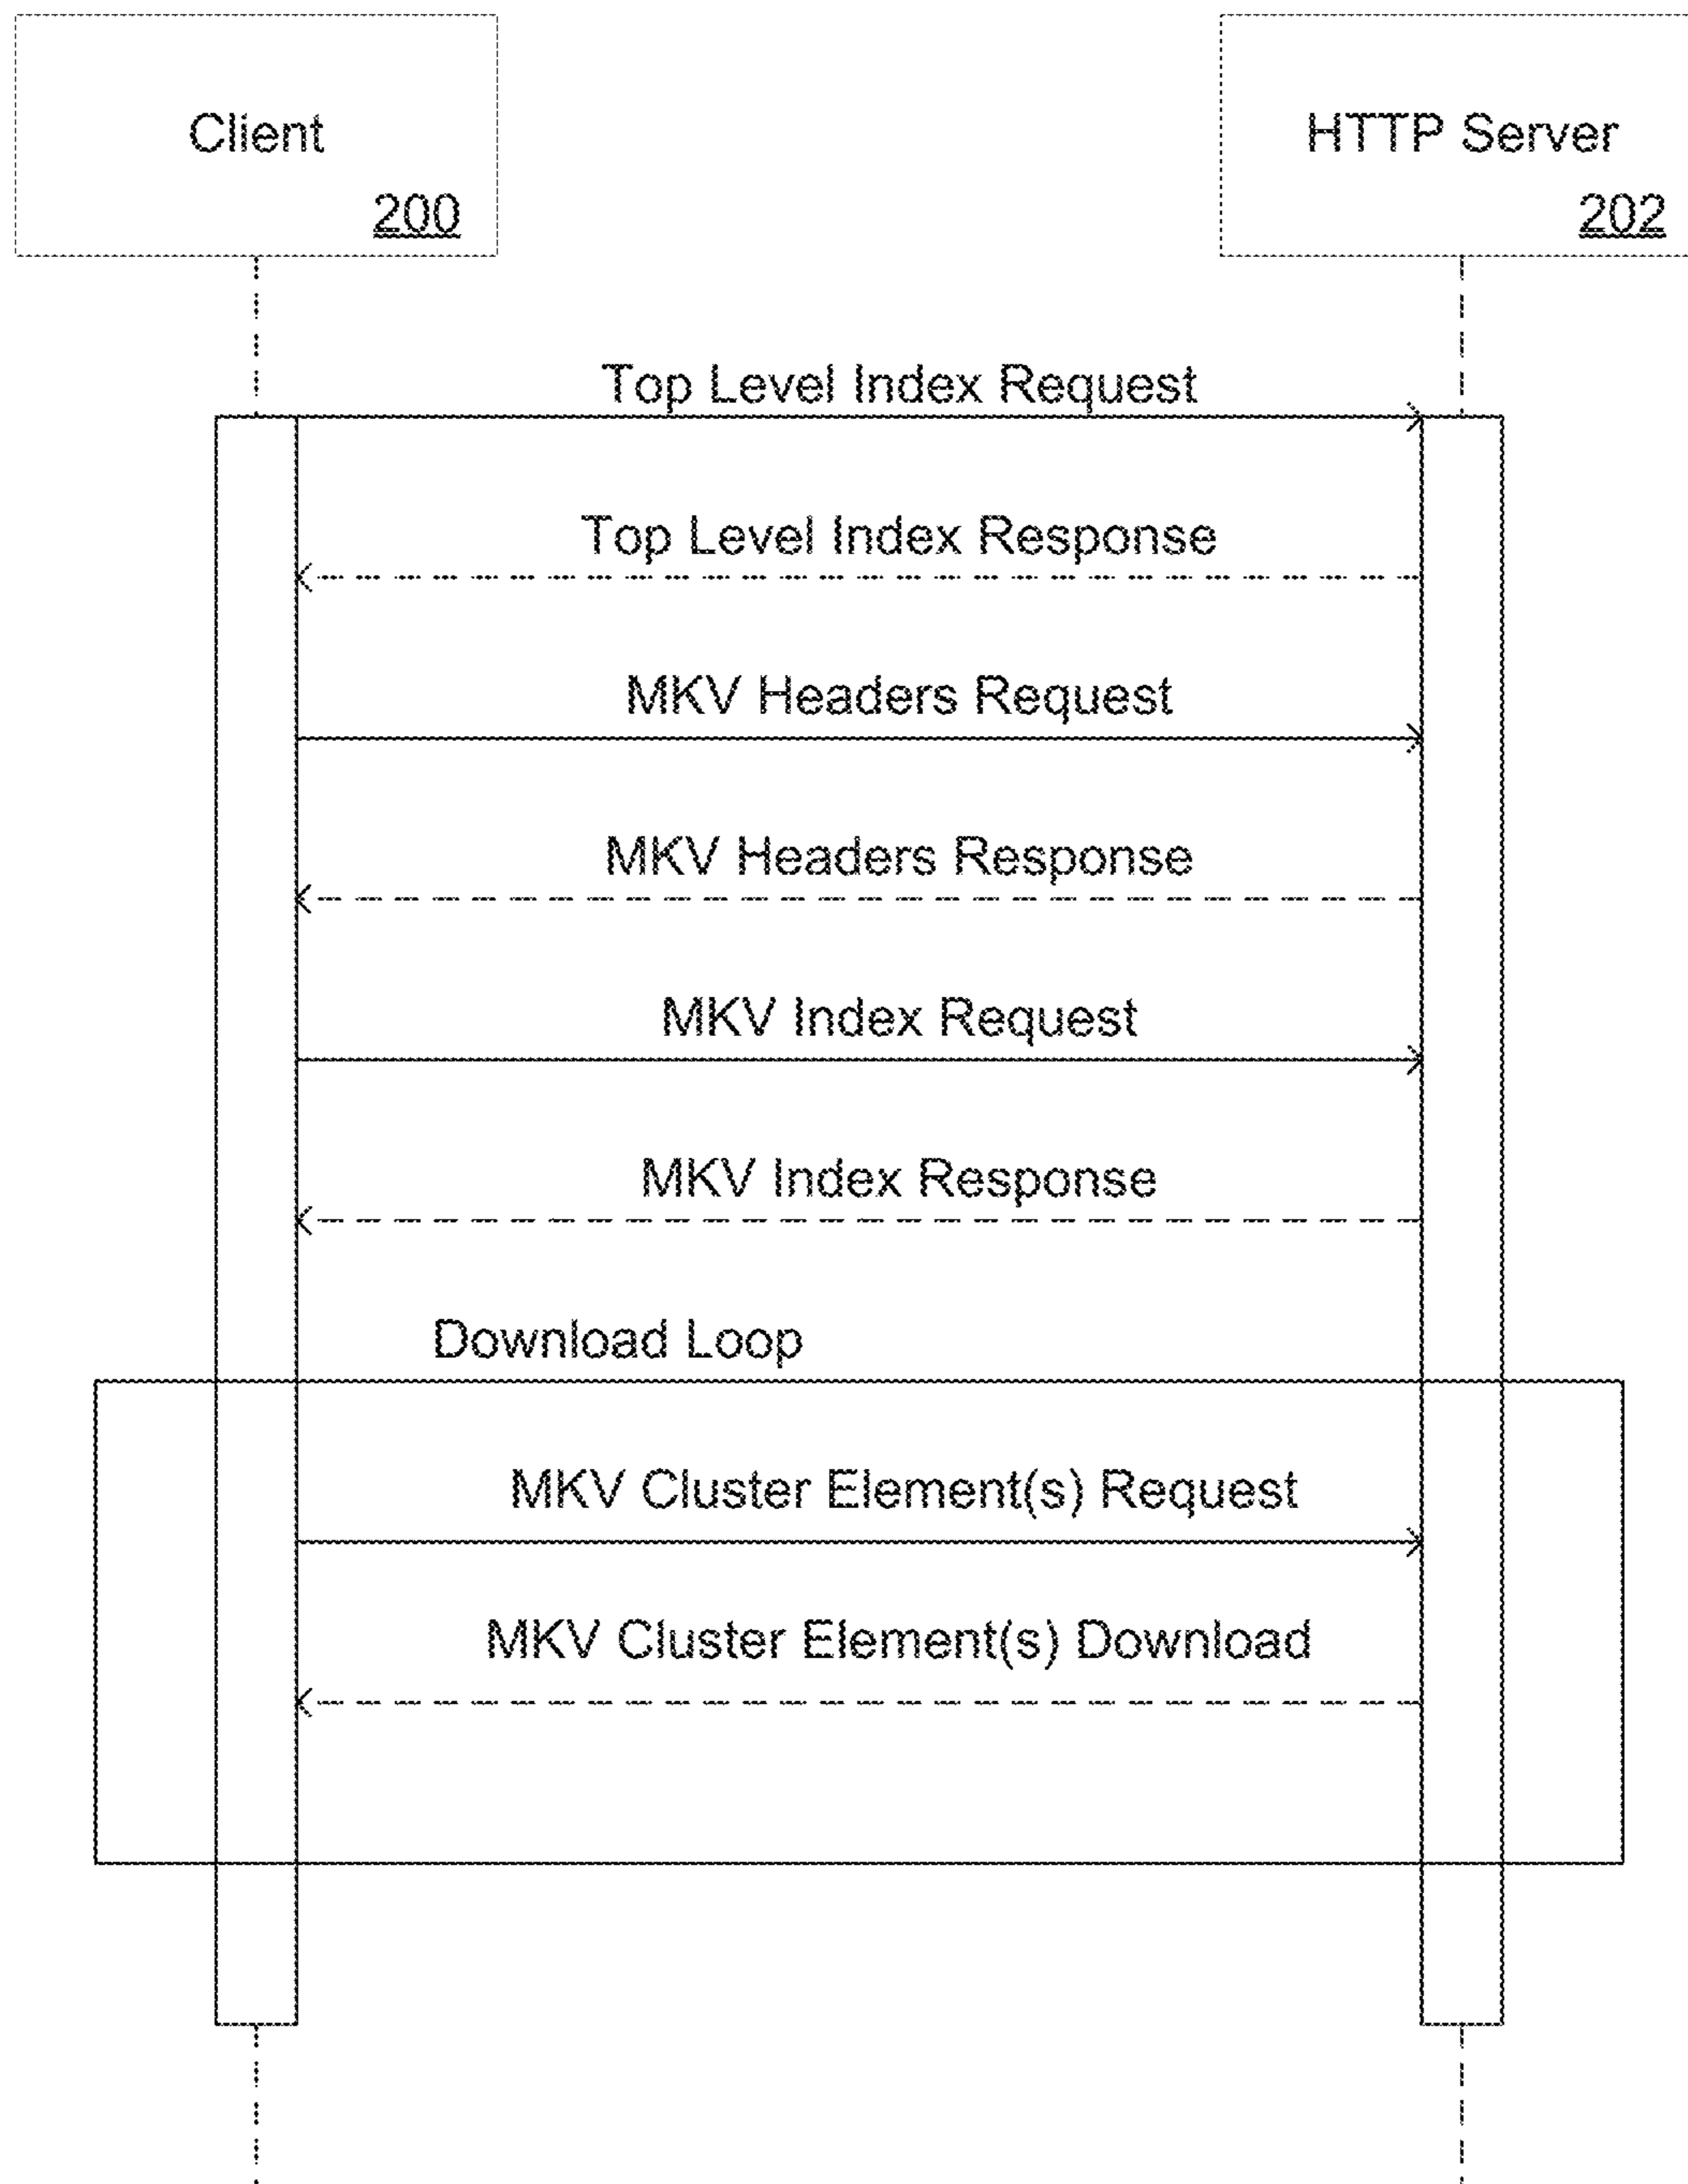 Client
200
HTTP Server
202
Top Level Index Request
Top Level Index Response
MKV Headers Request
MKV Headers Response
MKV Index Request
MKV Index Response
Download Loop
MKV Cluster Element(s) Request
MKV Cluster Element(s) Download